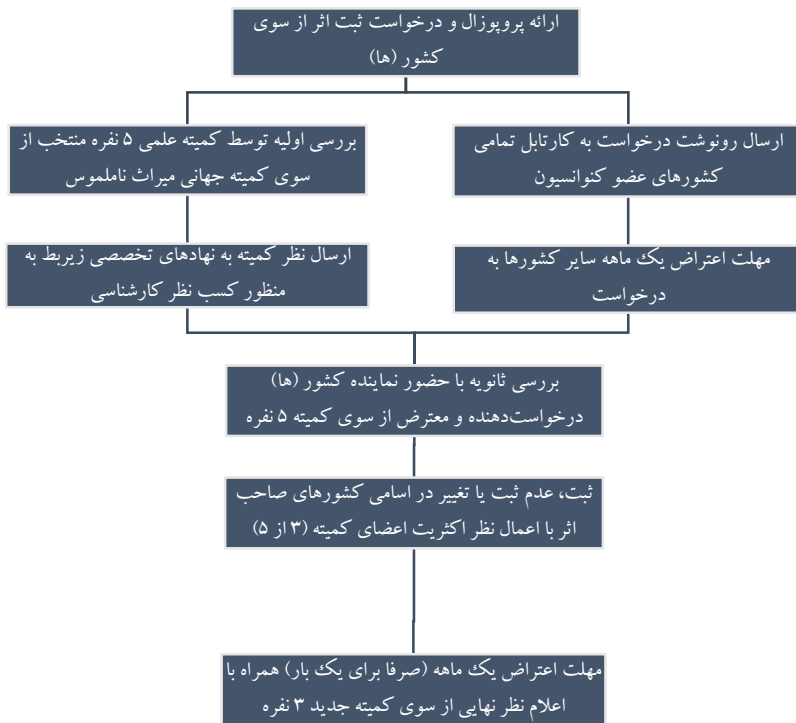 ارائه پروپوزال و درخواست ثبت اثر از سوی
کشور (ها)
ارسال رونوشت درخواست به کارتابل تمامی
کشورهای عضو کنوانسیون
بررسی اولیه توسط کمیته علمی ۵ نفره منتخب از
سوی کمیته جهانی میراث ناملموس
مهلت اعتراض یک ماهه سایر کشورها به
درخواست
ارسال نظر کمیته به نهادهای تخصصی زیربط به
منظور کسب نظر کارشناسی
بررسی ثانویه با حضور نماینده کشور (ها)
درخواست‌دهنده و معترض از سوی کمیته ۵ نفره
ثبت، عدم ثبت یا تغییر در اسامی کشورهای صاحب
اثر با اعمال نظر اکثریت اعضای کمیته (۳ از ۵)
مهلت اعتراض یک ماهه (صرفا برای یک بار) همراه با
اعلام نظر نهایی از سوی کمیته جدید ۳ نفره